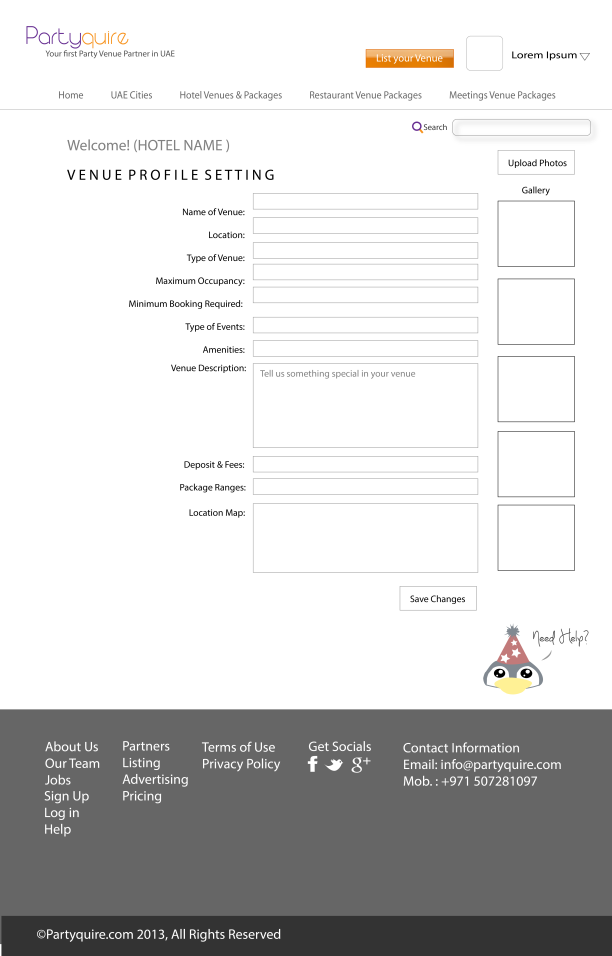 Partyquire
Your first Party Venue Partner in UAE
List your Venue
Lorem Ipsum
Home
UAE Cities
Hotel Venues & Packages
Restaurant Venue Packages
Meetings Venue Packages
Search
Welcome! (HOTEL NAME )
VENUE PROFILE SETTING
Upload Photos
Gallery
Name of Venue:
Location:
Type of Venue:
Maximum Occupancy:
Minimum Booking Required:
Type of Events:
Amenities:
Venue Description:
Tell us something special in your venue
Deposit & Fees:
Package Ranges:
Location Map:
Save Changes
Need Help?
About Us
Our Team
Jobs
Sign Up
Log in
Help
Partners
Listing
Advertising
Pricing
Terms of Use
Privacy Policy
Get Socials
f g+
Contact Information
Email: info@partyquire.com
Mob. : +971 507281097
©Partyquire.com 2013, All Rights Reserved